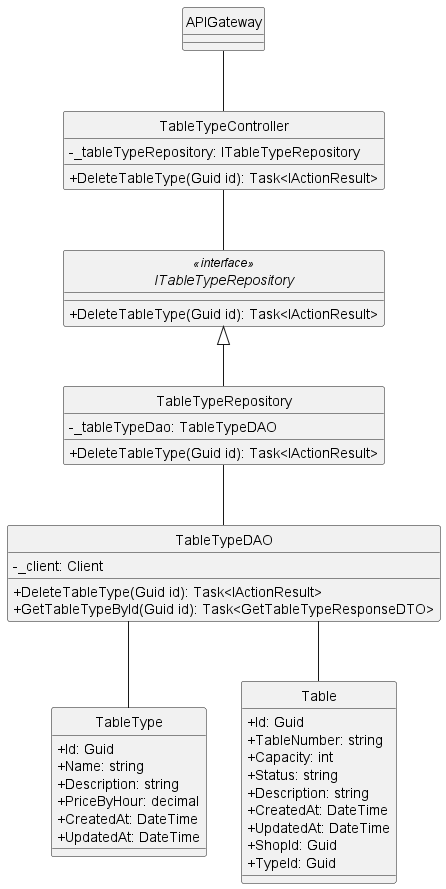 APIGateway
TableTypeController
-_tableTypeRepository: ITableTypeRepository
+DeleteTableType(Guid id): Task<IActionResult>
«interface»
ITableTypeRepository
+DeleteTableType(Guid id): Task<IActionResult>
TableTypeRepository
-_tableTypeDao: TableTypeDAO
+DeleteTableType(Guid id): Task<IActionResult>
TableTypeDAO
-_client: Client
+DeleteTableType(Guid id): Task<IActionResult>
+GetTableTypeById(Guid id): Task<GetTableTypeResponseDTO>
TableType
+Id: Guid
+Name: string
+Description: string
+PriceByHour: decimal
+CreatedAt: DateTime
+UpdatedAt: DateTime
Table
+Id: Guid
+TableNumber: string
+Capacity: int
+Status: string
+Description: string
+CreatedAt: DateTime
+UpdatedAt: DateTime
+ShopId: Guid
+TypeId: Guid